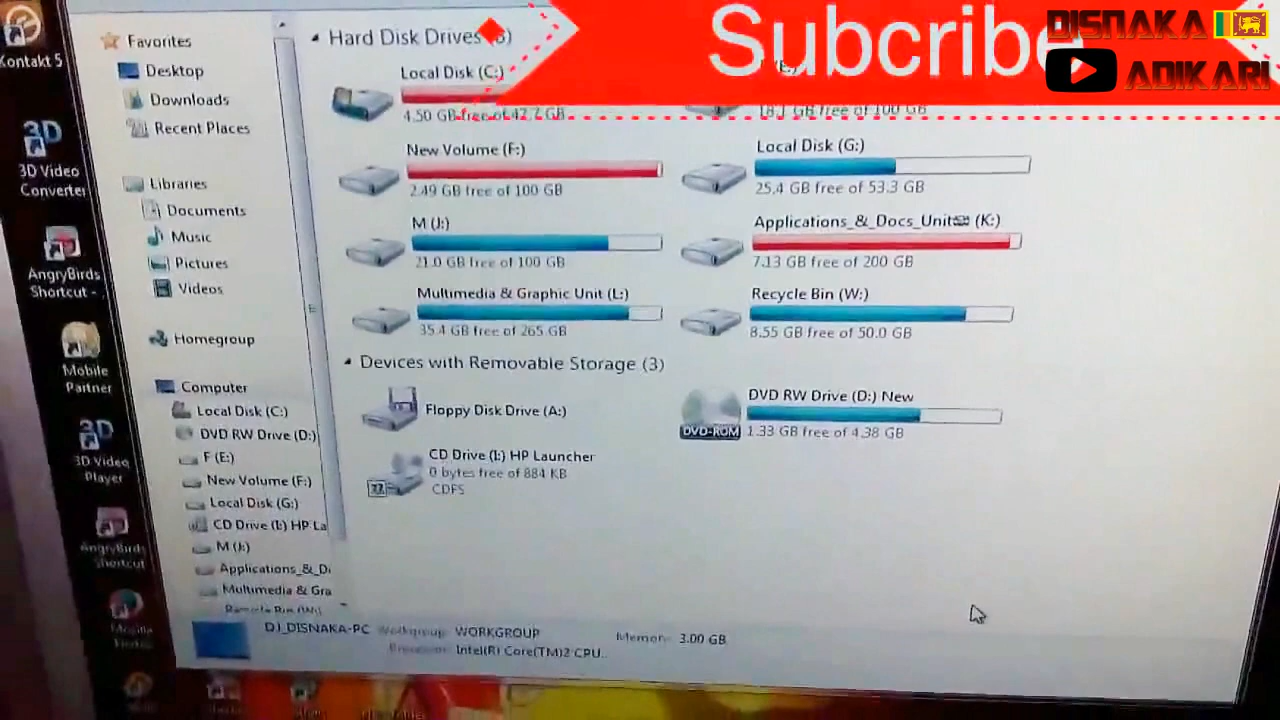 Subcribe
DISNAKA
ADIKARI
Kontakt 5
3D Video
Converter
AngryBirds
Shortcut -
Mobile
Partner
3D Video
Player
AngryBirds
Shortcut
Mozilla
Firefox
Favorites
Desktop
Downloads
Recent Places
Libraries
Documents
Music
Pictures
Videos
Homegroup
Computer
Local Disk (C:)
DVD RW Drive (D:)
F (E:)
New Volume (F:)
Local Disk (G:)
CD Drive (I:) HP La
M (J:)
Applications_&_D
Multimedia & Gra
Recycle Bin (W:)
Hard Disk Drives
Local Disk (C:)
4.50 GB free of 42.7 GB
(E:)
18.1 GB free of 100 GB
New Volume (F:)
2.49 GB free of 100 GB
Local Disk (G:)
25.4 GB free of 53.3 GB
M (J:)
21.0 GB free of 100 GB
Applications_&_Docs_Unit (K:)
7.13 GB free of 200 GB
Multimedia & Graphic Unit (L:)
35.4 GB free of 265 GB
Recycle Bin (W:)
8.55 GB free of 50.0 GB
Devices with Removable Storage (3)
Floppy Disk Drive (A:)
DVD RW Drive (D:) New
DVD-ROM
1.33 GB free of 4.38 GB
CD Drive (I:) HP Launcher
0 bytes free of 884 KB
CDFS
DJ_DISNAKA-PC
Workgroup: WORKGROUP
Memory: 3.00 GB
Processor: Intel(R) Core(TM)2 CPU...